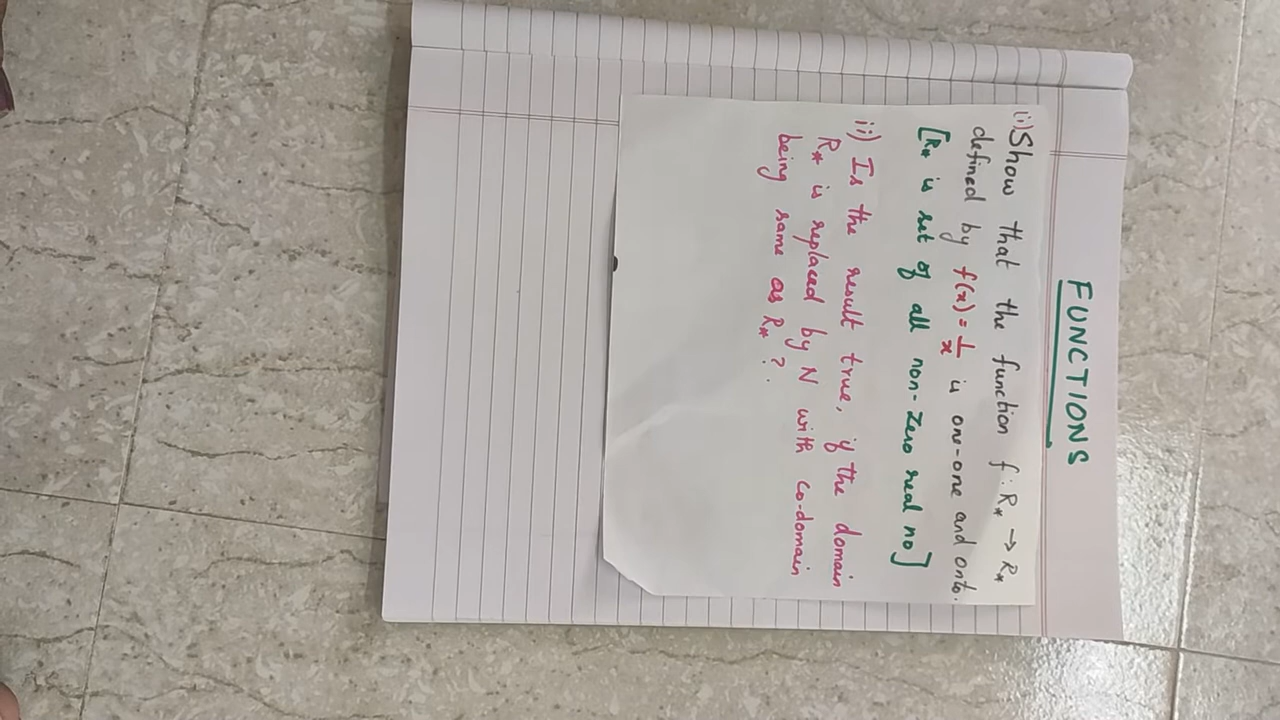 FUNCTIONS
(i) Show that the function f : R* → R*
defined by f(x) = 1/x is one-one and onto.
[R* is set of all non-zero real no]
ii) Is the result true, if the domain
R* is replaced by N with co-domain
being same as R* ?.